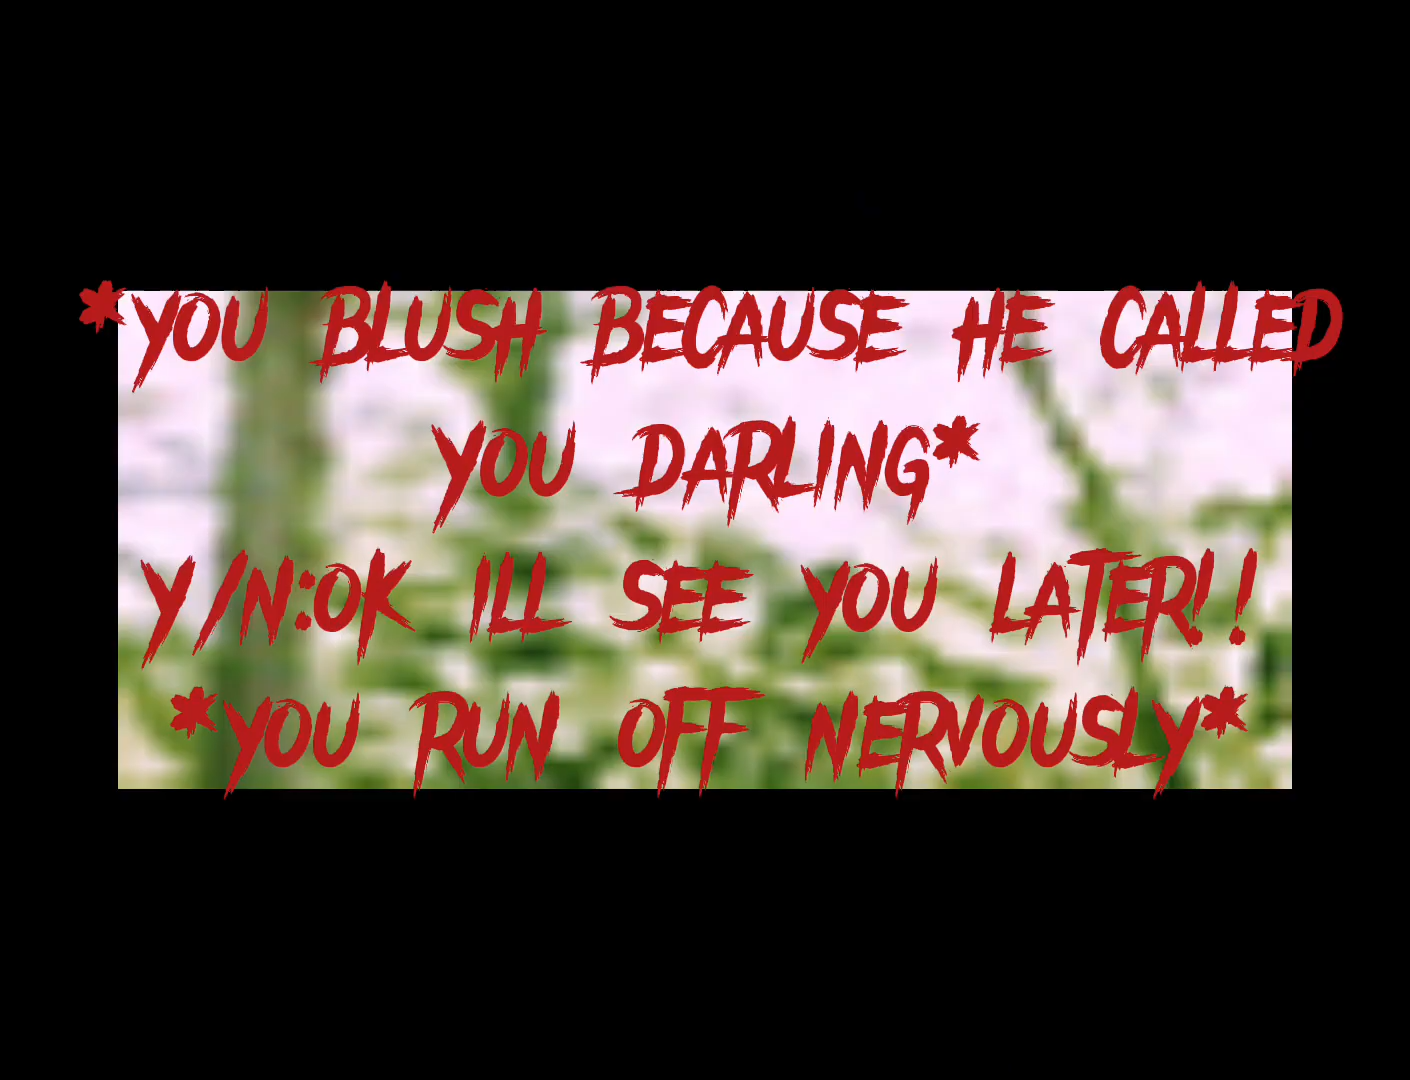 *YOU BLUSH BECAUSE HE CALLED
YOU DARLING*
Y/N:OK ILL SEE YOU LATER!!
*YOU RUN OFF NERVOUSLY*